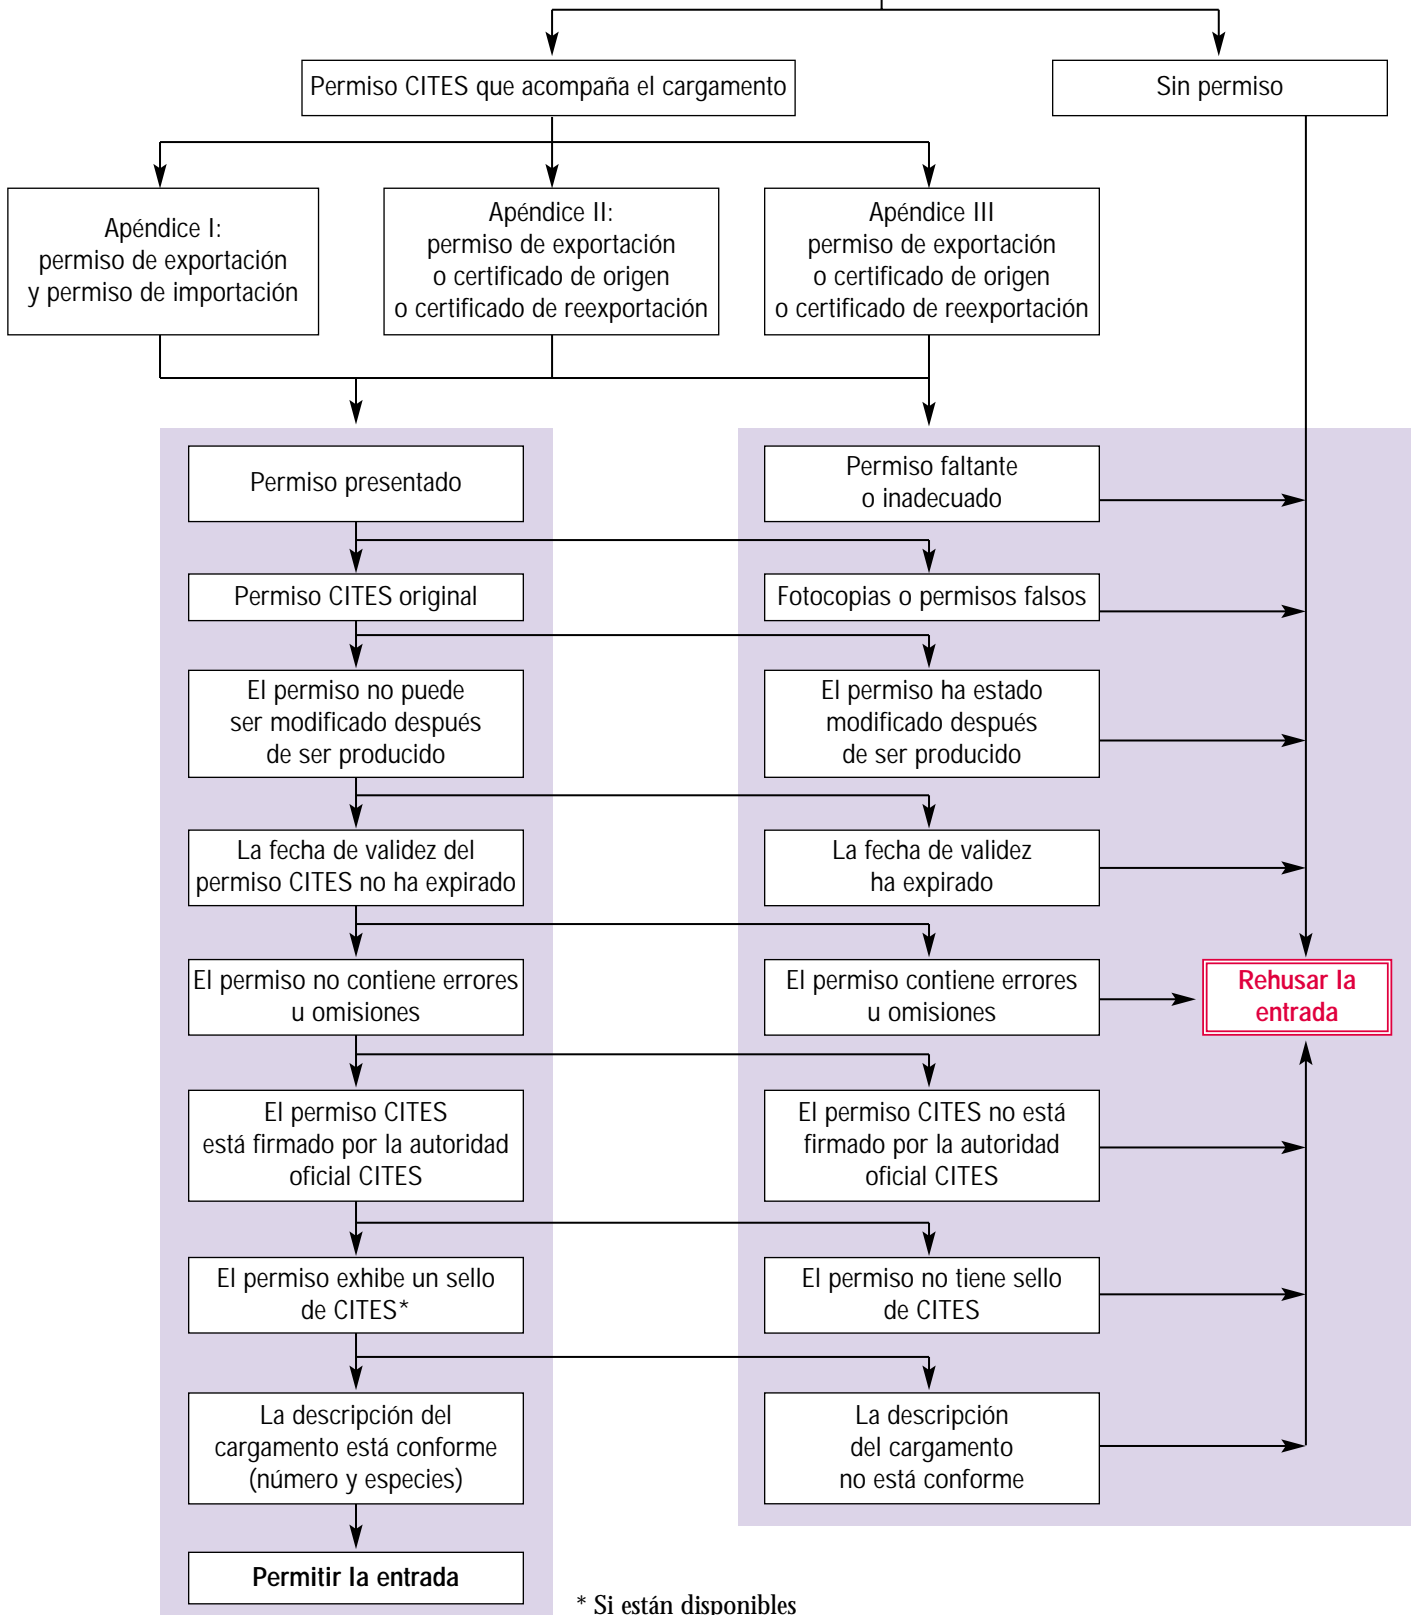 Permiso CITES que acompaña el cargamento
Sin permiso
Apéndice I:
permiso de exportación
y permiso de importación
Apéndice II:
permiso de exportación
o certificado de origen
o certificado de reexportación
Apéndice III
permiso de exportación
o certificado de origen
o certificado de reexportación
Permiso presentado
Permiso faltante
o inadecuado
Permiso CITES original
Fotocopias o permisos falsos
El permiso no puede
ser modificado después
de ser producido
El permiso ha estado
modificado después
de ser producido
La fecha de validez del
permiso CITES no ha expirado
La fecha de validez
ha expirado
El permiso no contiene errores
u omisiones
El permiso contiene errores
u omisiones
Rehusar la
entrada
El permiso CITES
está firmado por la autoridad
oficial CITES
El permiso CITES no está
firmado por la autoridad
oficial CITES
El permiso exhibe un sello
de CITES*
El permiso no tiene sello
de CITES
La descripción del
cargamento está conforme
(número y especies)
La descripción
del cargamento
no está conforme
Permitir la entrada
* Si están disponibles